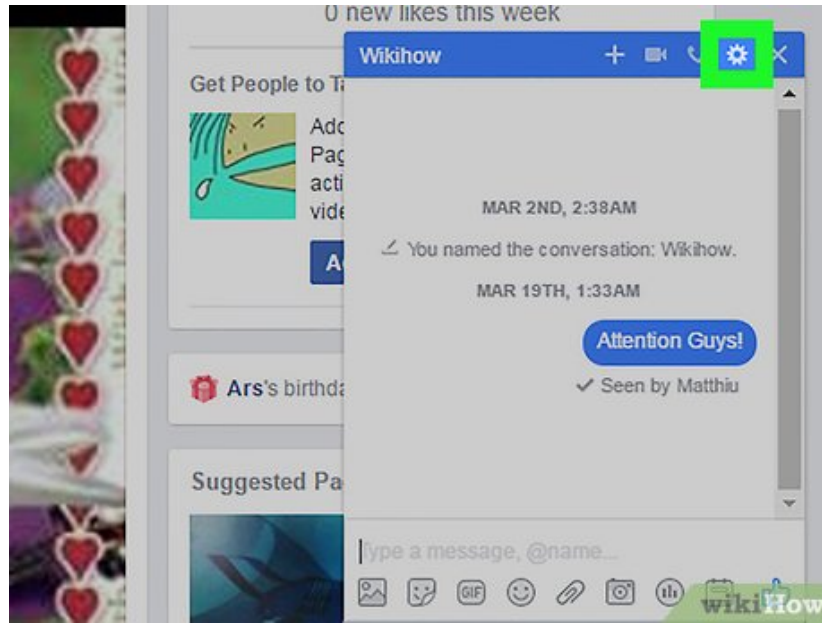 0 new likes this week
Wikihow
Get People to
Add
Pag
acti
vide
MAR 2ND, 2:38AM
You named the conversation: Wikihow.
MAR 19TH, 1:33AM
Attention Guys!
Seen by Matthiu
Ars's birthda
Suggested Pa
Type a message, @name...
GIF
wikiHow